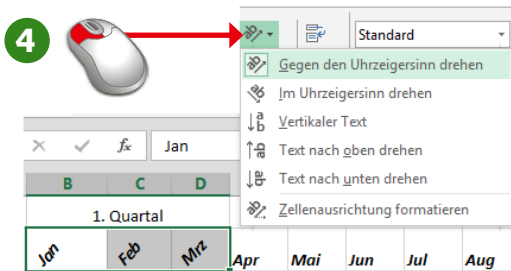 4
Standard
Gegen den Uhrzeigersinn drehen
Im Uhrzeigersinn drehen
Vertikaler Text
Text nach oben drehen
Text nach unten drehen
Zellenausrichtung formatieren
fx Jan
B C D
1. Quartal
Jan Feb Mrz Apr Mai Jun Jul Aug